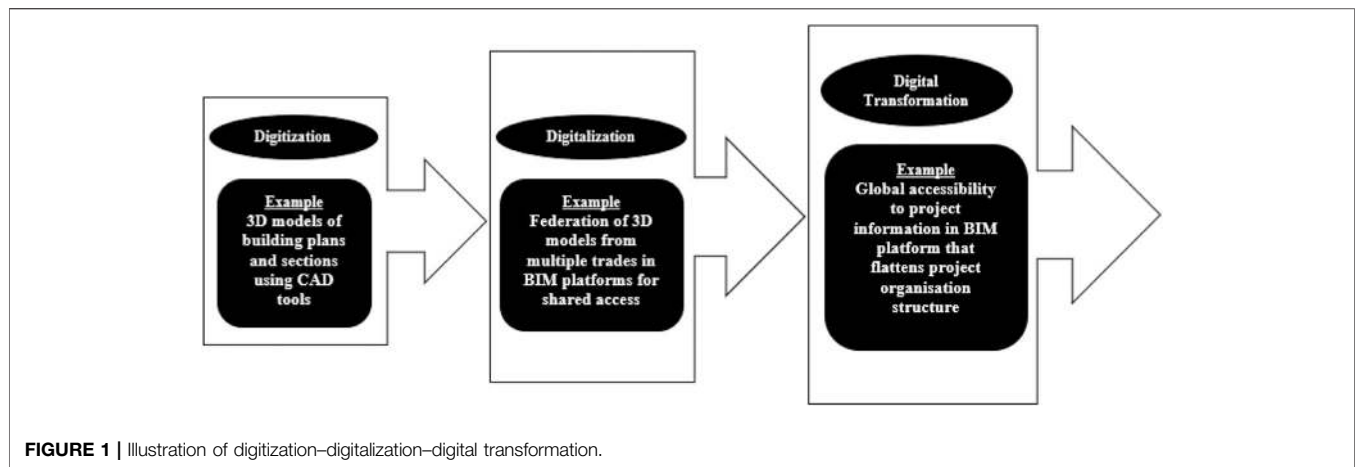 Digitization
Example
3D models of
building plans
and sections
using CAD
tools
Digitalization
Example
Federation of 3D
models from
multiple trades in
BIM platforms for
shared access
Digital
Transformation
Example
Global accessibility
to project
information in BIM
platform that
flattens project
organisation
structure
FIGURE 1 | Illustration of digitization–digitalization–digital transformation.